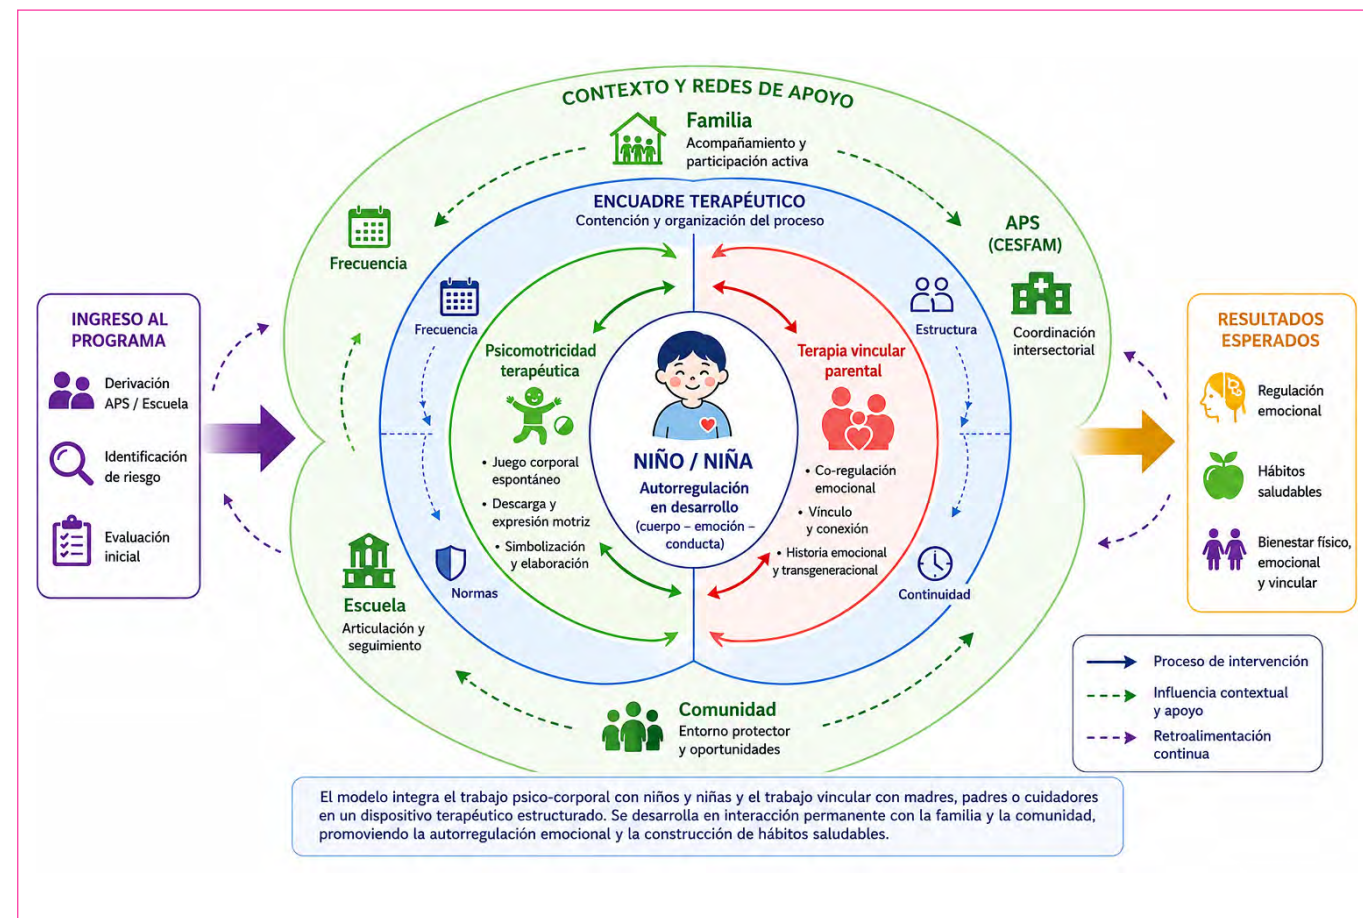 CONTEXTO Y REDES DE APOYO
Familia
Acompañamiento y
participación activa
ENCUADRE TERAPÉUTICO
Contención y organización del proceso
Frecuencia
APS
(CESFAM)
Coordinación
intersectorial
INGRESO AL
PROGRAMA
Derivación
APS / Escuela
Identificación
de riesgo
Evaluación
inicial
Frecuencia
Estructura
Psicomotricidad
terapéutica
• Juego corporal
espontáneo
• Descarga y
expresión motriz
• Simbolización
y elaboración
NIÑO / NIÑA
Autorregulación
en desarrollo
(cuerpo – emoción –
conducta)
Terapia vincular
parental
• Co-regulación
emocional
• Vínculo
y conexión
• Historia emocional
y transgeneracional
Normas
Continuidad
RESULTADOS
ESPERADOS
Regulación
emocional
Hábitos
saludables
Bienestar físico,
emocional
y vincular
Escuela
Articulación y
seguimiento
Comunidad
Entorno protector
y oportunidades
Proceso de intervención
Influencia contextual
y apoyo
Retroalimentación
continua
El modelo integra el trabajo psico-corporal con niños y niñas y el trabajo vincular con madres, padres o cuidadores
en un dispositivo terapéutico estructurado. Se desarrolla en interacción permanente con la familia y la comunidad,
promoviendo la autorregulación emocional y la construcción de hábitos saludables.